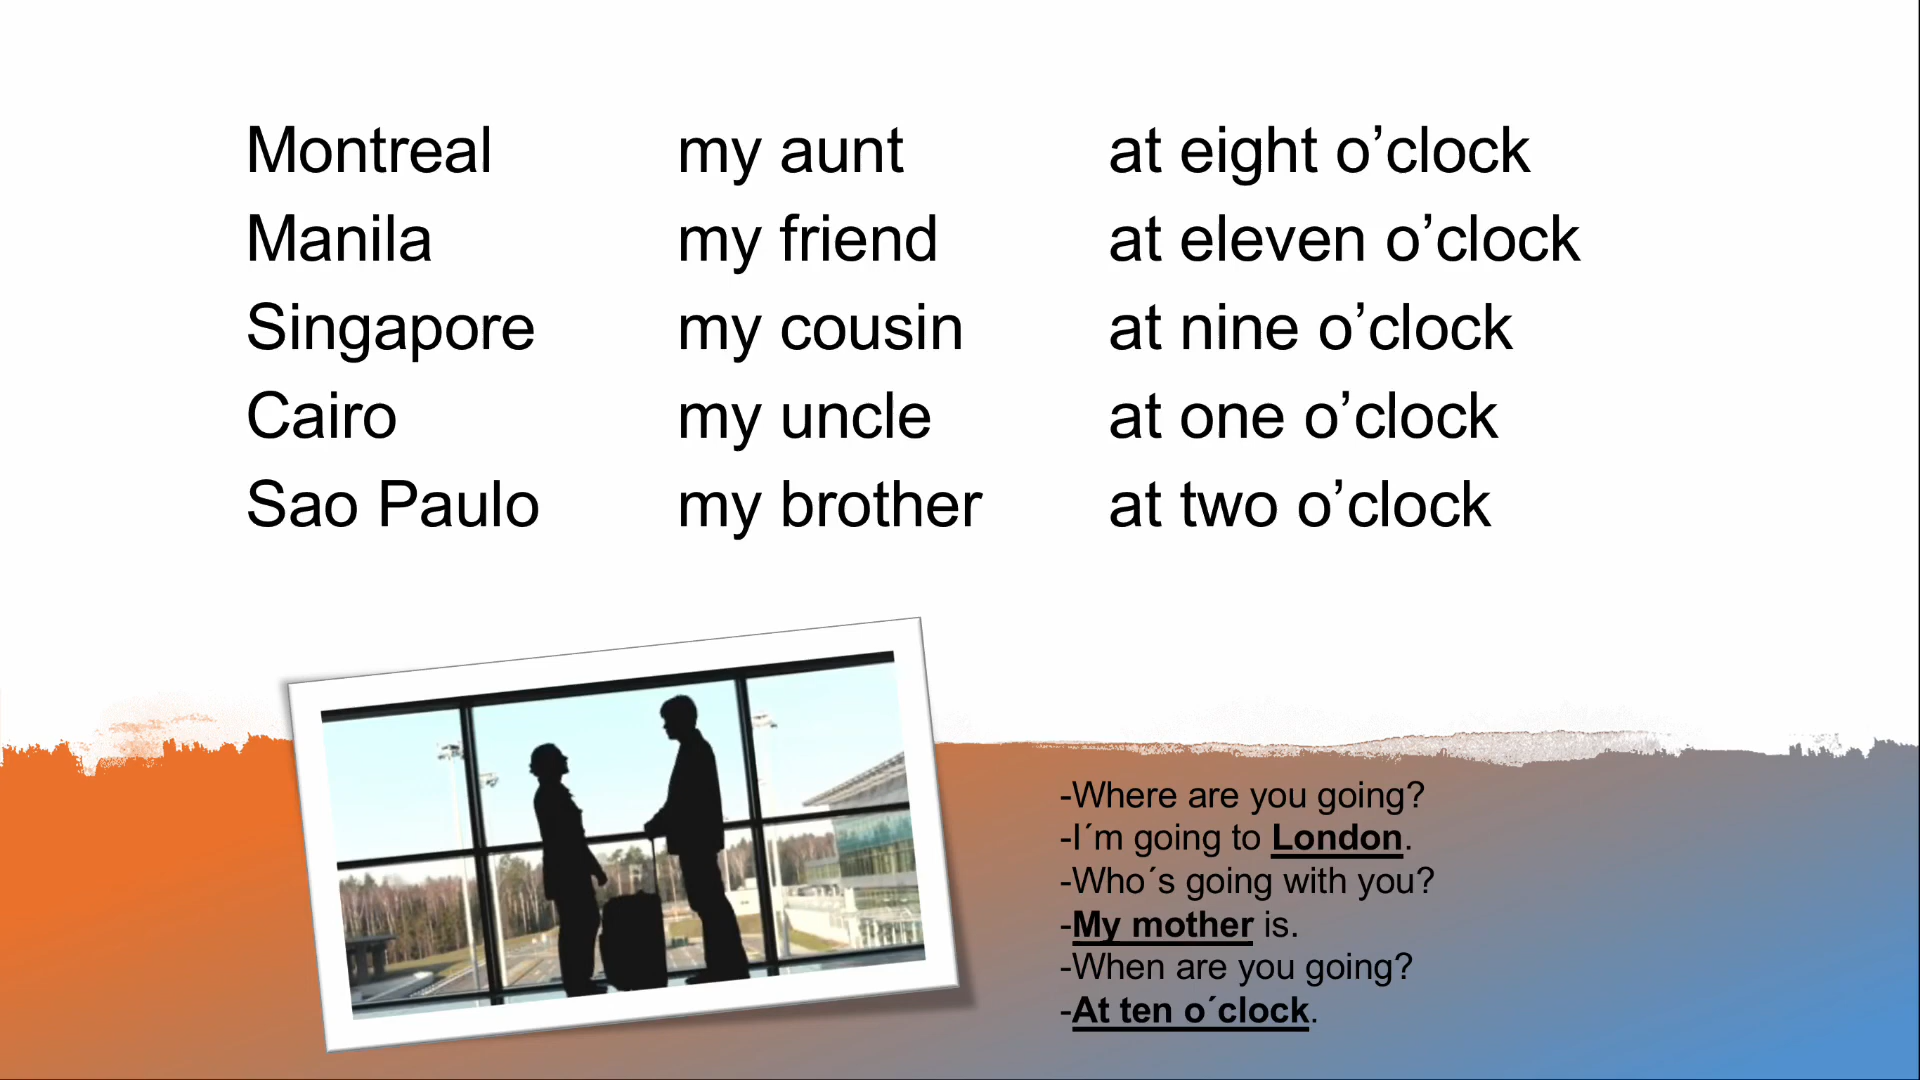 Montreal my aunt at eight o’clock
Manila my friend at eleven o’clock
Singapore my cousin at nine o’clock
Cairo my uncle at one o’clock
Sao Paulo my brother at two o’clock
-Where are you going?
-I´m going to London.
-Who´s going with you?
-My mother is.
-When are you going?
-At ten o´clock.